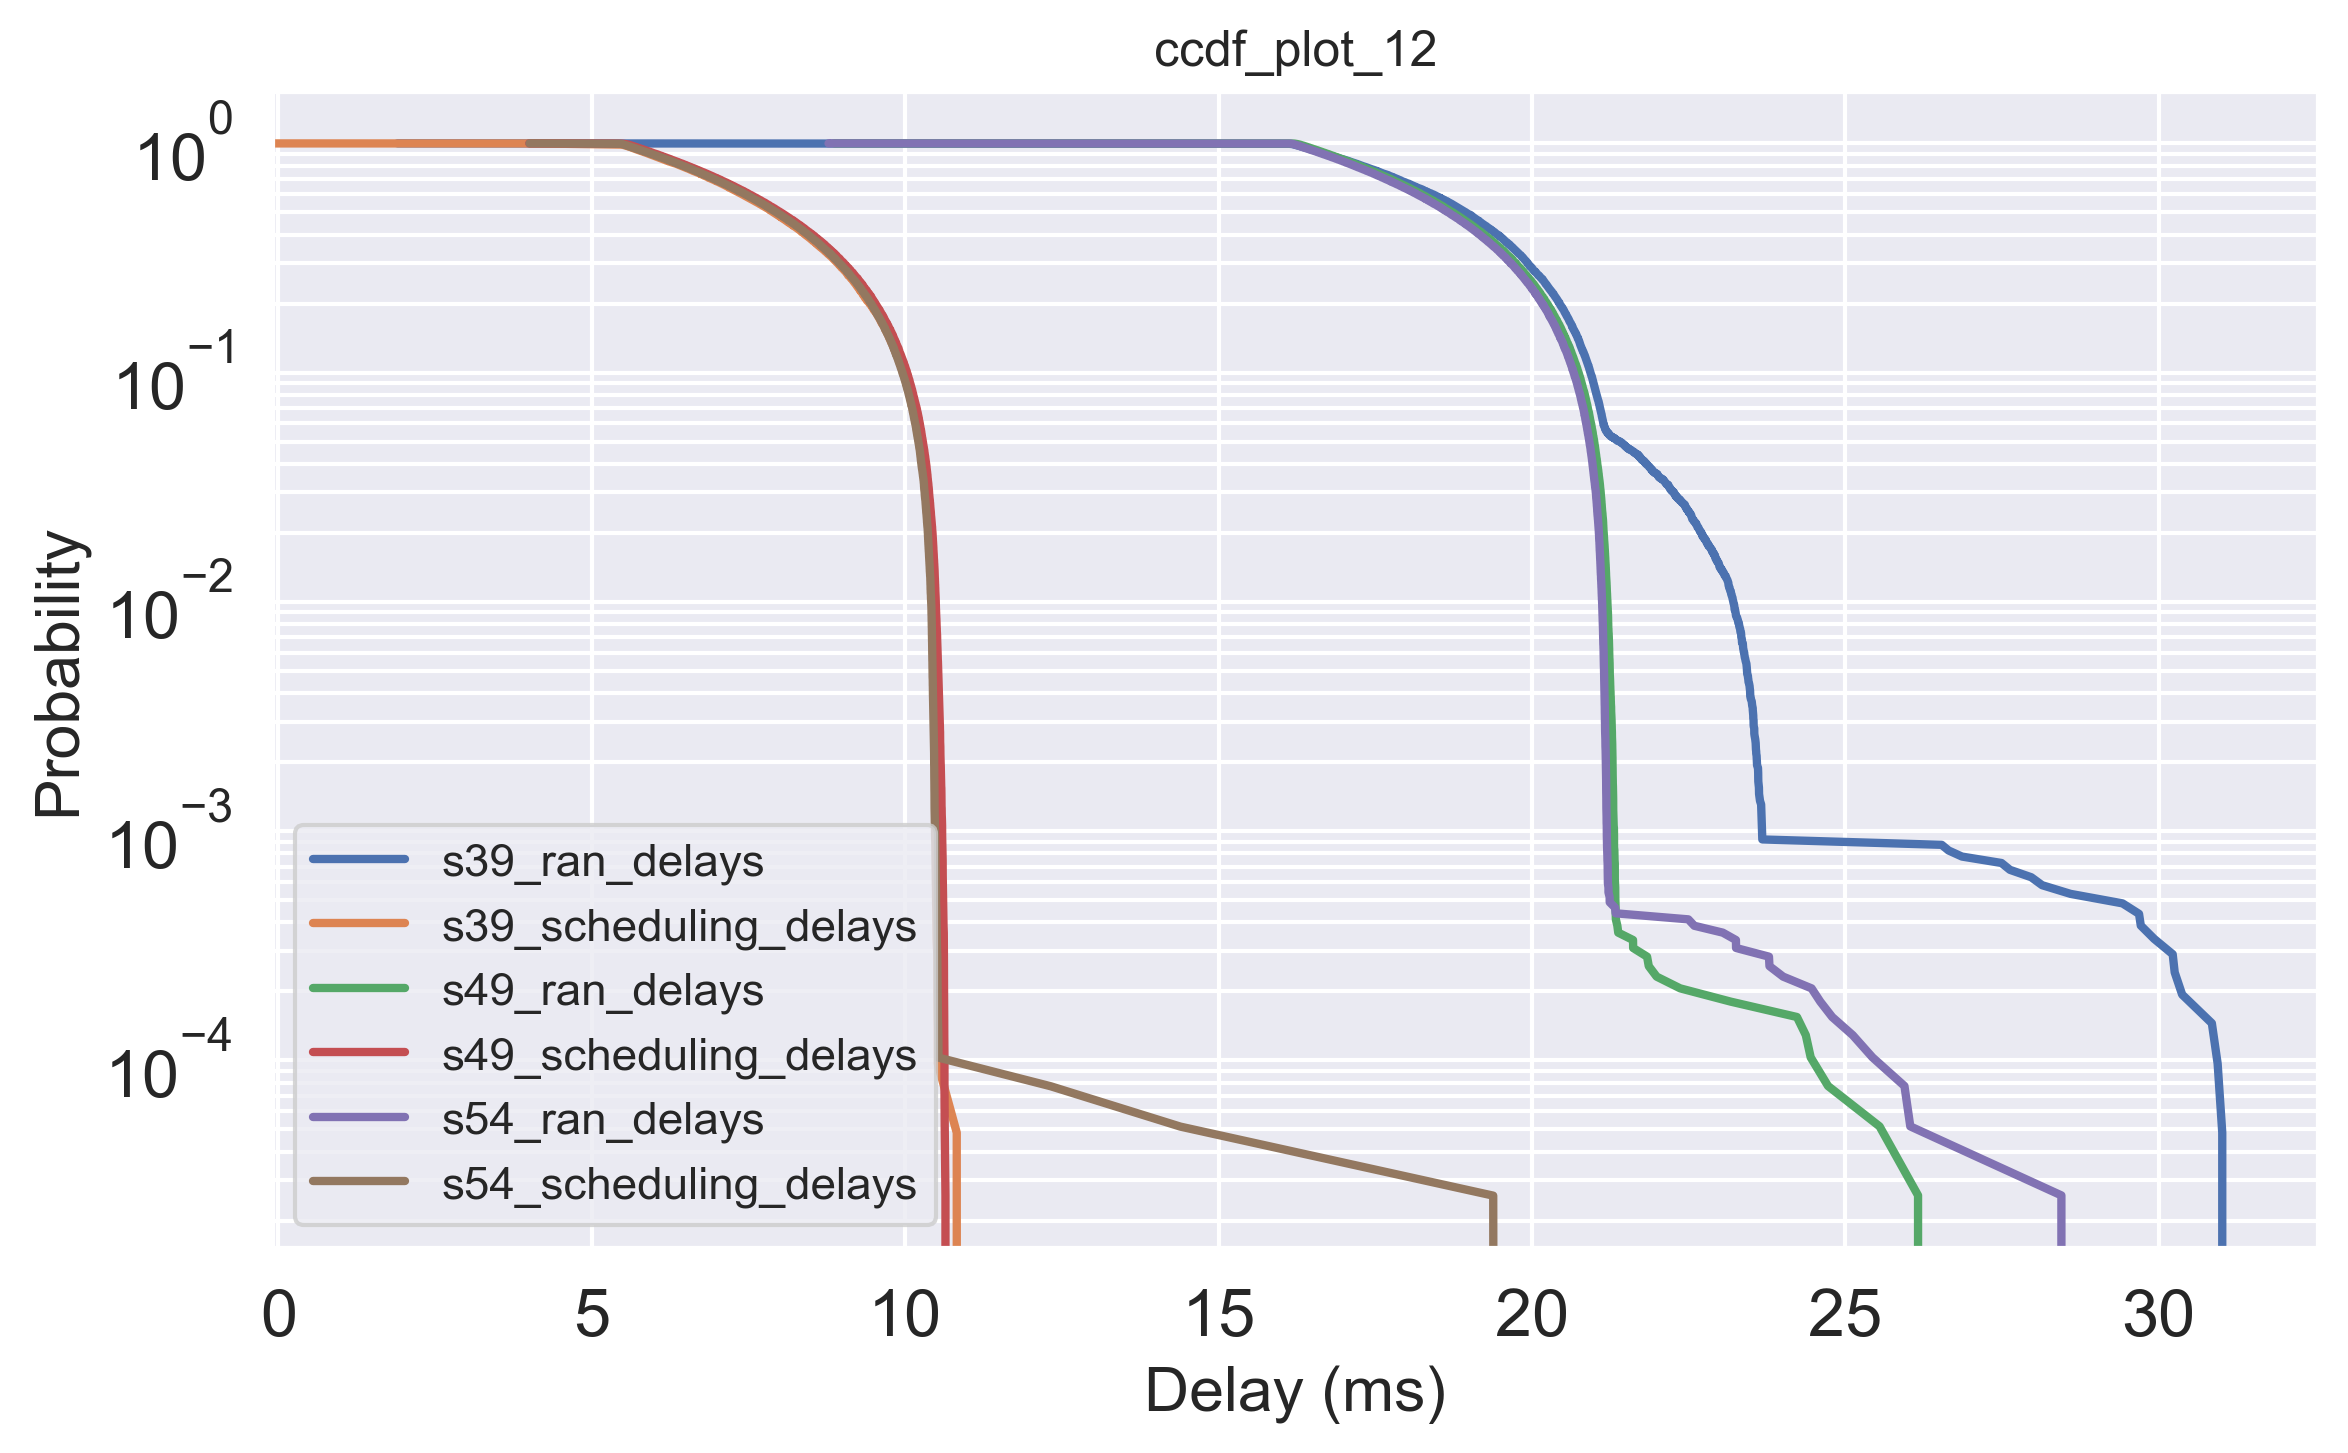 ccdf_plot_12
10^0
10^−1
10^−2
10^−3
10^−4
Probability
s39_ran_delays
s39_scheduling_delays
s49_ran_delays
s49_scheduling_delays
s54_ran_delays
s54_scheduling_delays
0 5 10 15 20 25 30
Delay (ms)